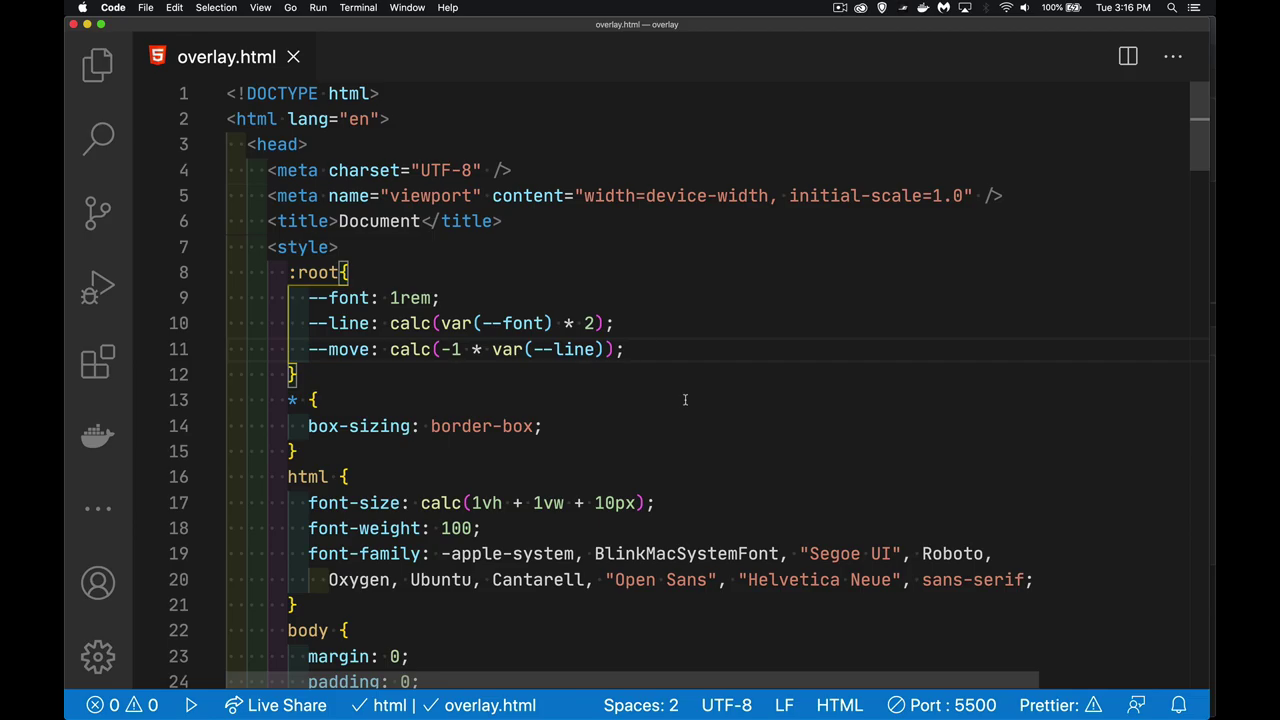 Code File Edit Selection View Go Run Terminal Window Help 100% Tue 3:16 PM
overlay.html — overlay
overlay.html
1 <!DOCTYPE html>
2 <html lang="en">
3 <head>
4 <meta charset="UTF-8" />
5 <meta name="viewport" content="width=device-width, initial-scale=1.0" />
6 <title>Document</title>
7 <style>
8 :root{
9 --font: 1rem;
10 --line: calc(var(--font) * 2);
11 --move: calc(-1 * var(--line));
12 }
13 * {
14 box-sizing: border-box;
15 }
16 html {
17 font-size: calc(1vh + 1vw + 10px);
18 font-weight: 100;
19 font-family: -apple-system, BlinkMacSystemFont, "Segoe UI", Roboto,
20 Oxygen, Ubuntu, Cantarell, "Open Sans", "Helvetica Neue", sans-serif;
21 }
22 body {
23 margin: 0;
24 padding: 0;
0 0 Live Share html | overlay.html Spaces: 2 UTF-8 LF HTML Port : 5500 Prettier: